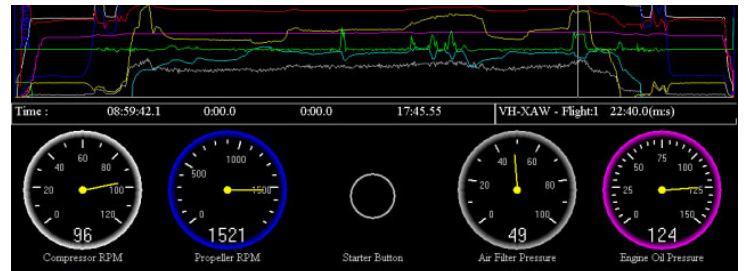 Time : 08:59:42.1 0:00.0 0:00.0 17:45.55 VH-XAW - Flight:1 22:40.0(m:s)
0 20 40 60 80 100 120
96
Compressor RPM
0 500 1000 1500
1521
Propeller RPM
Starter Button
0 20 40 60 80
49
Air Filter Pressure
0 25 50 75 100 125 150
124
Engine Oil Pressure